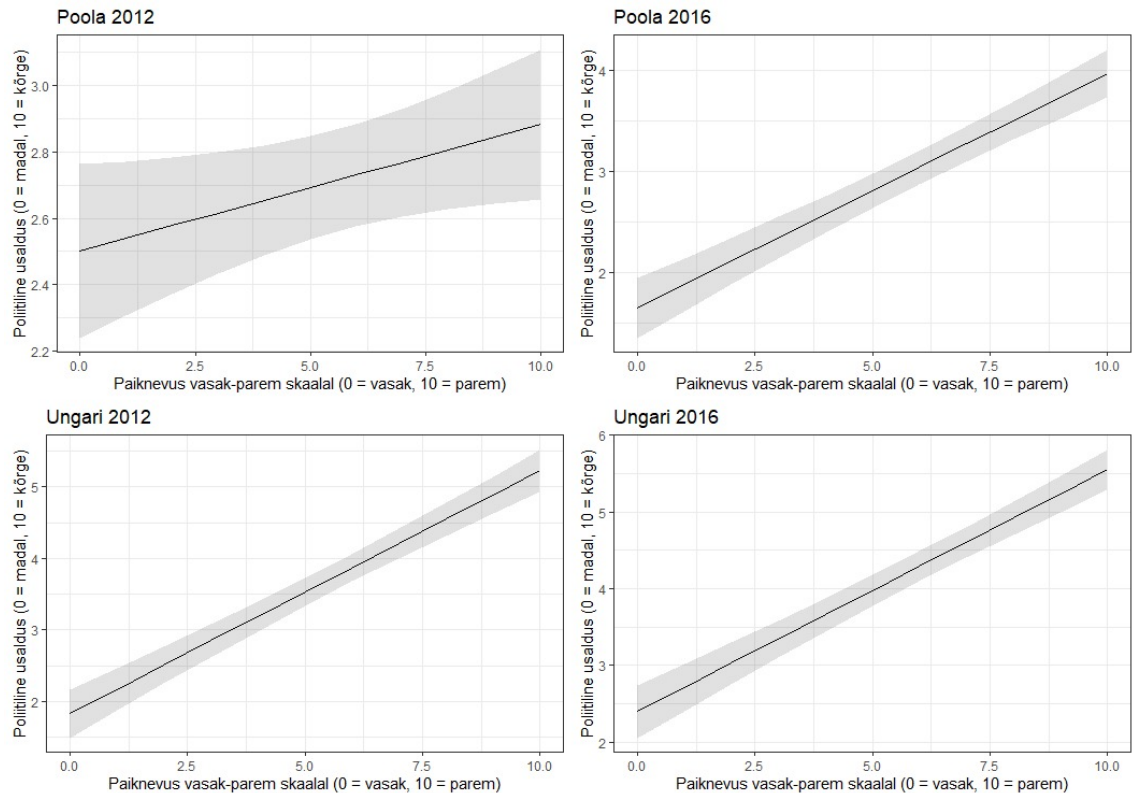 Poola 2012
Poliitiline usaldus (0 = madal, 10 = kõrge)
3.0
2.8
2.6
2.4
2.2
0.0 2.5 5.0 7.5 10.0
Paiknevus vasak-parem skaalal (0 = vasak, 10 = parem)
Poola 2016
Poliitiline usaldus (0 = madal, 10 = kõrge)
4
3
2
0.0 2.5 5.0 7.5 10.0
Paiknevus vasak-parem skaalal (0 = vasak, 10 = parem)
Ungari 2012
Poliitiline usaldus (0 = madal, 10 = kõrge)
5
4
3
2
0.0 2.5 5.0 7.5 10.0
Paiknevus vasak-parem skaalal (0 = vasak, 10 = parem)
Ungari 2016
Poliitiline usaldus (0 = madal, 10 = kõrge)
6
5
4
3
2
0.0 2.5 5.0 7.5 10.0
Paiknevus vasak-parem skaalal (0 = vasak, 10 = parem)